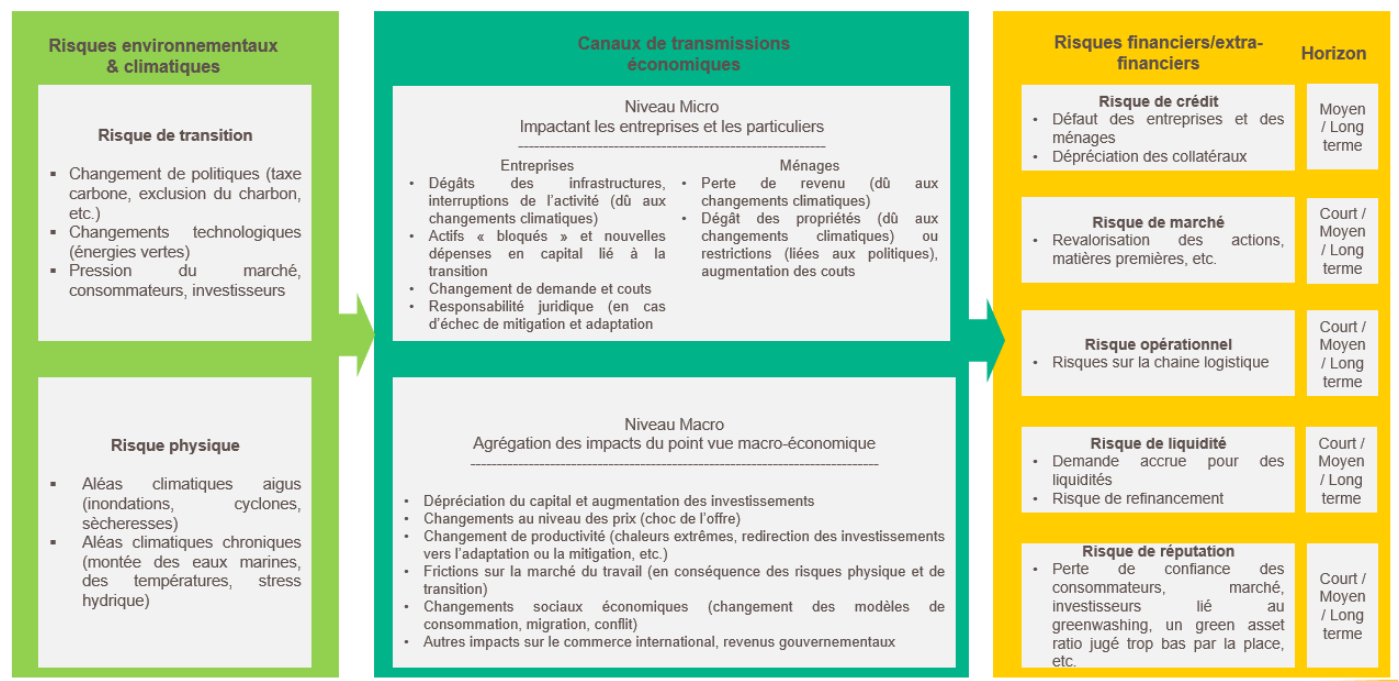 Risques environnementaux
& climatiques
Risque de transition
▪ Changement de politiques (taxe
carbone, exclusion du charbon,
etc.)
▪ Changements technologiques
(énergies vertes)
▪ Pression du marché,
consommateurs, investisseurs
Risque physique
▪ Aléas climatiques aigus
(inondations, cyclones,
sècheresses)
▪ Aléas climatiques chroniques
(montée des eaux marines,
des températures, stress
hydrique)
Canaux de transmissions
économiques
Niveau Micro
Impactant les entreprises et les particuliers
Entreprises
• Dégâts des infrastructures,
interruptions de l'activité (dû aux
changements climatiques)
• Actifs « bloqués » et nouvelles
dépenses en capital lié à la
transition
• Changement de demande et couts
• Responsabilité juridique (en cas
d'échec de mitigation et adaptation
Ménages
• Perte de revenu (dû aux
changements climatiques)
• Dégât des propriétés (dû aux
changements climatiques) ou
restrictions (liées aux politiques),
augmentation des couts
Niveau Macro
Agrégation des impacts du point vue macro-économique
• Dépréciation du capital et augmentation des investissements
• Changements au niveau des prix (choc de l'offre)
• Changement de productivité (chaleurs extrêmes, redirection des investissements
vers l'adaptation ou la mitigation, etc.)
• Frictions sur la marché du travail (en conséquence des risques physique et de
transition)
• Changements sociaux économiques (changement des modèles de
consommation, migration, conflit)
• Autres impacts sur le commerce international, revenus gouvernementaux
Risques financiers/extra-
financiers
Horizon
Risque de crédit
• Défaut des entreprises et des
ménages
• Dépréciation des collatéraux
Moyen
/ Long
terme
Risque de marché
• Revalorisation des actions,
matières premières, etc.
Court /
Moyen
/ Long
terme
Risque opérationnel
• Risques sur la chaine logistique
Court /
Moyen
/ Long
terme
Risque de liquidité
• Demande accrue pour des
liquidités
• Risque de refinancement
Court /
Moyen
/ Long
terme
Risque de réputation
• Perte de confiance des
consommateurs, marché,
investisseurs lié au
greenwashing, un green asset
ratio jugé trop bas par la place,
etc.
Court /
Moyen
/ Long
terme